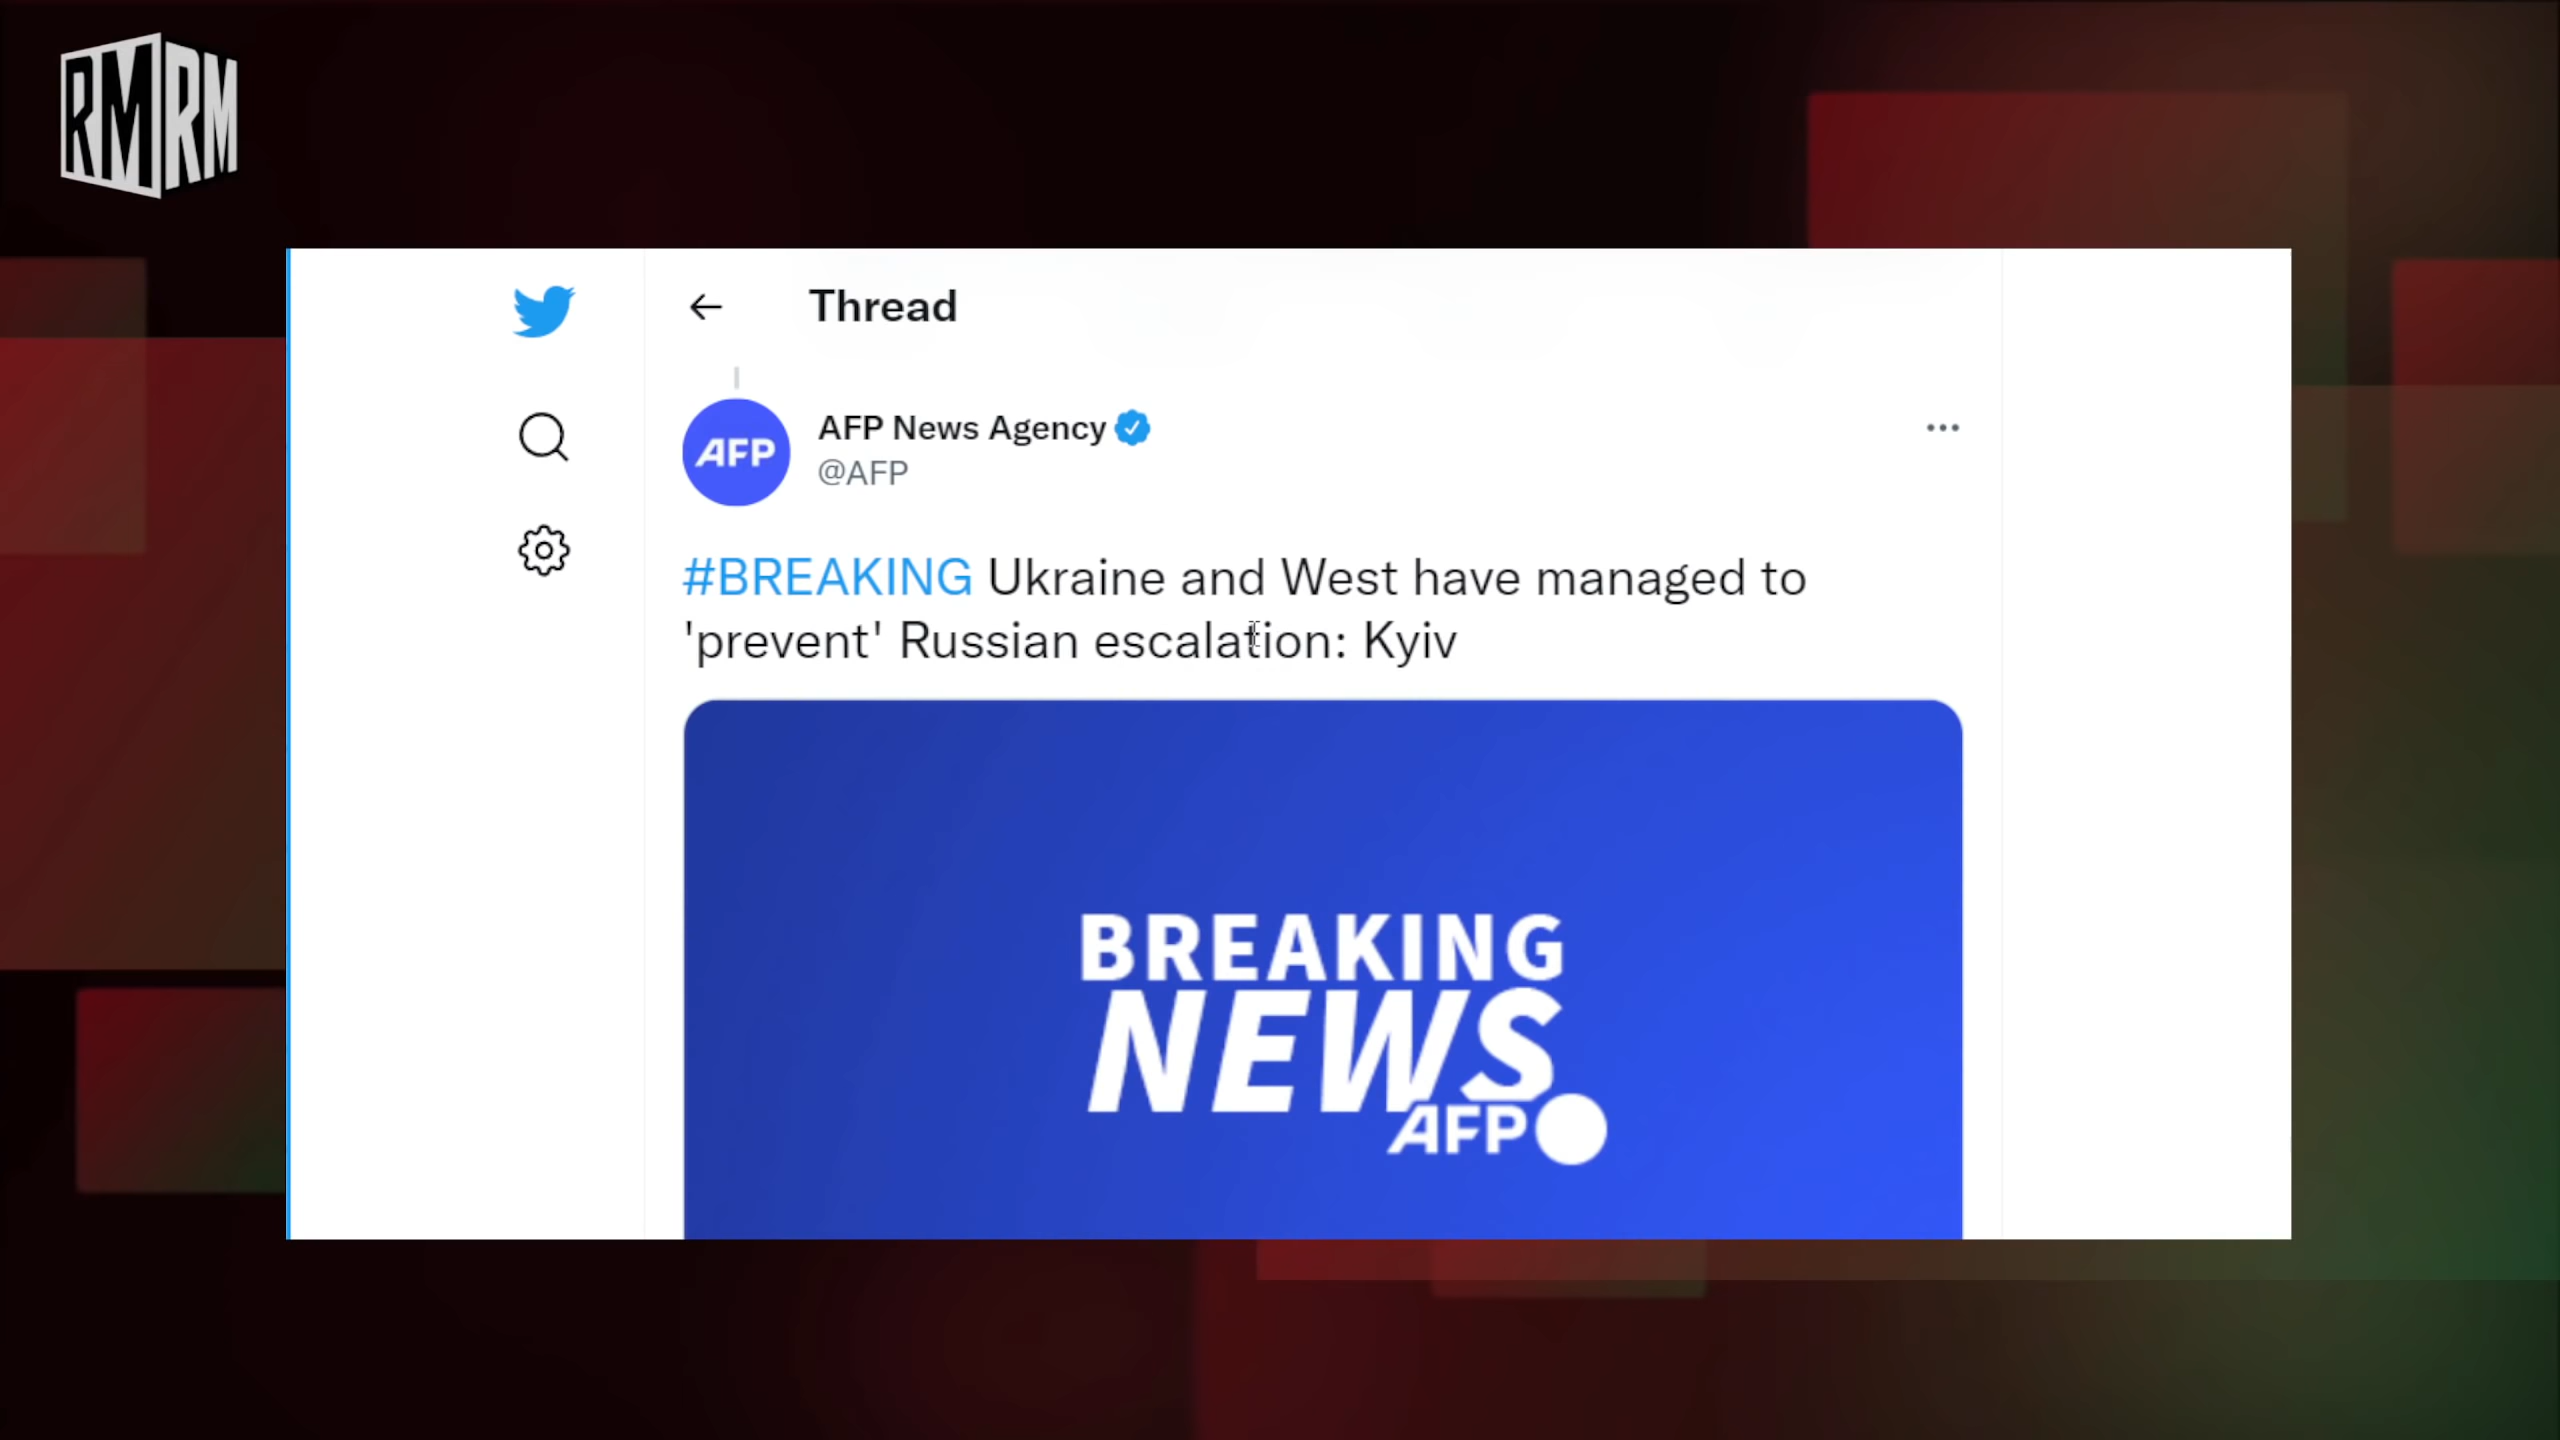 RMRM
Thread
AFP
AFP News Agency
@AFP
#BREAKING Ukraine and West have managed to
'prevent' Russian escalation: Kyiv
BREAKING
NEWS
AFP